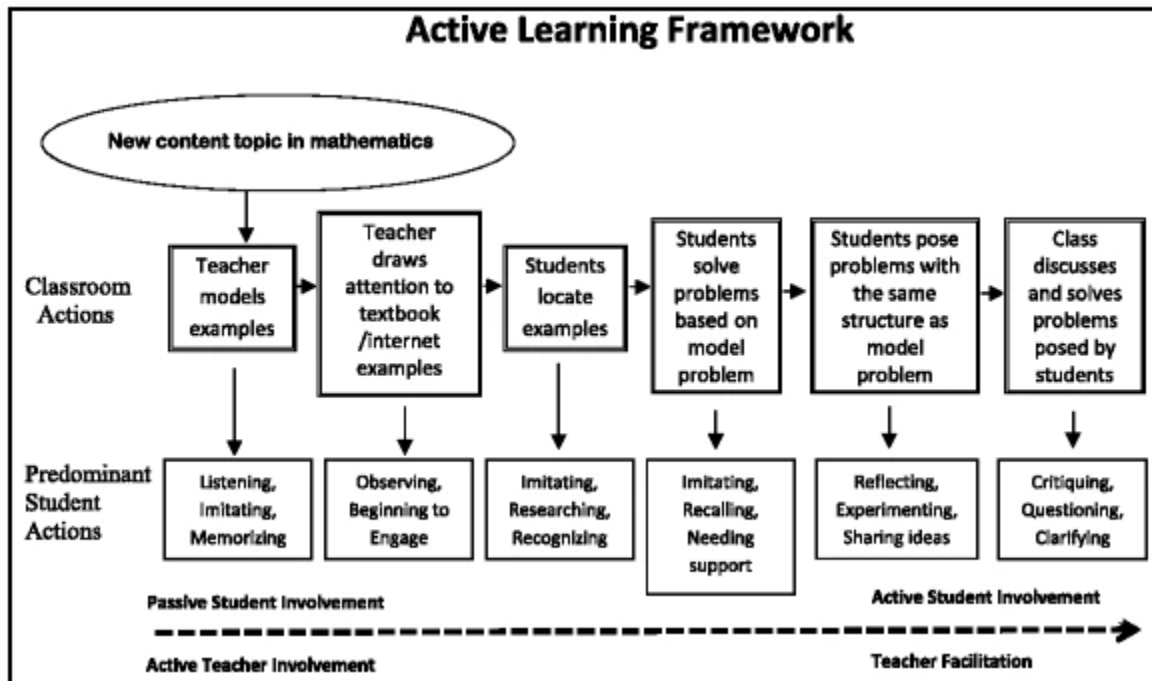 Active Learning Framework
New content topic in mathematics
Classroom
Actions
Teacher
models
examples
Teacher
draws
attention to
textbook
/internet
examples
Students
locate
examples
Students
solve
problems
based on
model
problem
Students pose
problems with
the same
structure as
model
problem
Class
discusses
and solves
problems
posed by
students
Predominant
Student
Actions
Listening,
Imitating,
Memorizing
Observing,
Beginning to
Engage
Imitating,
Researching,
Recognizing
Imitating,
Recalling,
Needing
support
Reflecting,
Experimenting,
Sharing ideas
Critiquing,
Questioning,
Clarifying
Passive Student Involvement
Active Student Involvement
Active Teacher Involvement
Teacher Facilitation